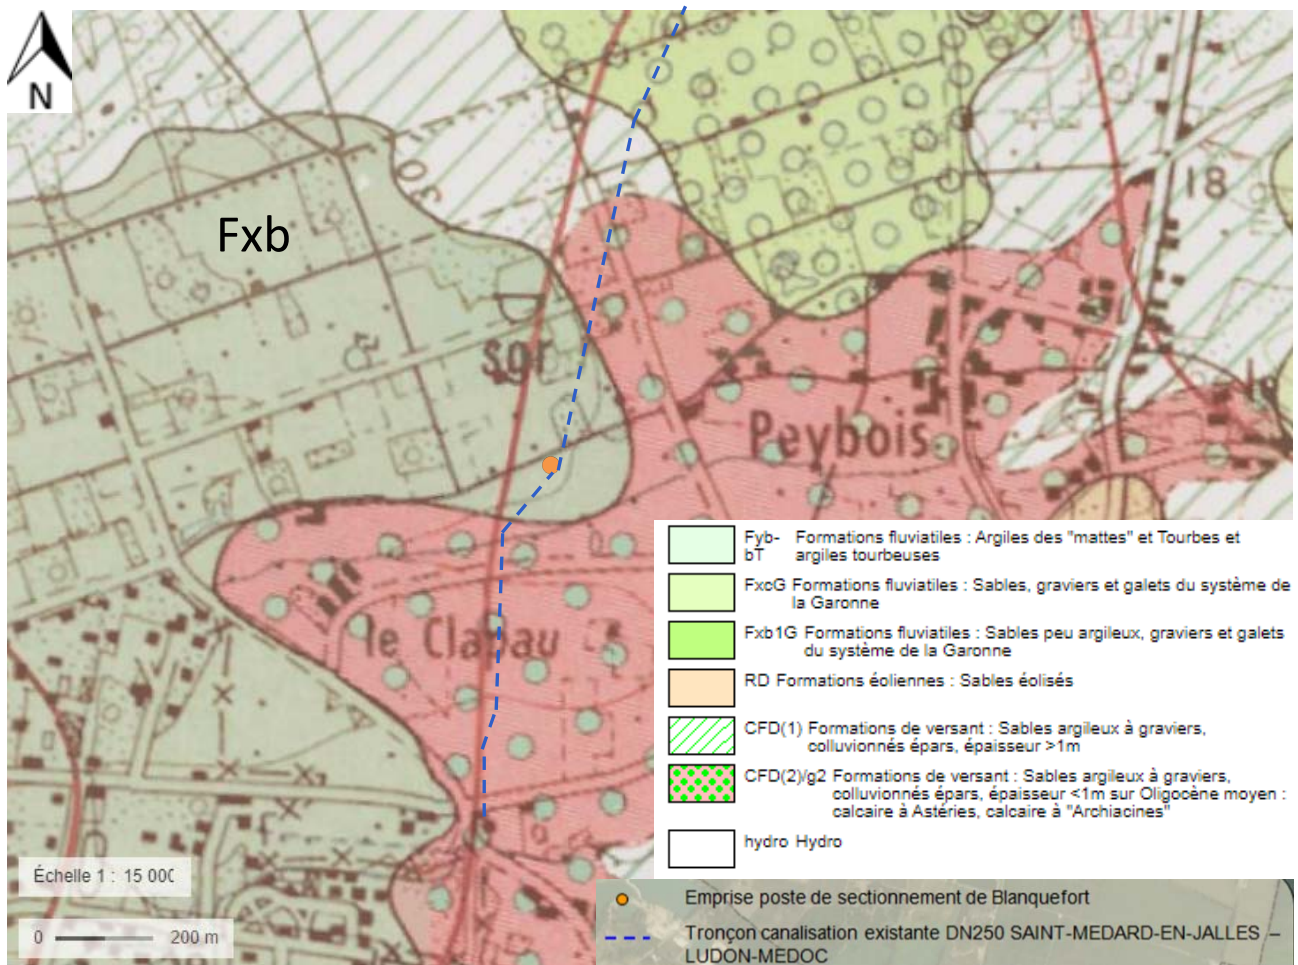 N
30
Fxb
18
Sgr
Peybois
le Clapau
Fyb-bT Formations fluviatiles : Argiles des "mattes" et Tourbes et
argiles tourbeuses
FxcG Formations fluviatiles : Sables, graviers et galets du système de
la Garonne
Fxb1G Formations fluviatiles : Sables peu argileux, graviers et galets
du système de la Garonne
RD Formations éoliennes : Sables éolisés
CFD(1) Formations de versant : Sables argileux à graviers,
colluvionnés épars, épaisseur >1m
CFD(2)/g2 Formations de versant : Sables argileux à graviers,
colluvionnés épars, épaisseur <1m sur Oligocène moyen :
calcaire à Astéries, calcaire à "Archiacines"
hydro Hydro
Échelle 1 : 15 000
0 200 m
Emprise poste de sectionnement de Blanquefort
Tronçon canalisation existante DN250 SAINT-MEDARD-EN-JALLES –
LUDON-MEDOC